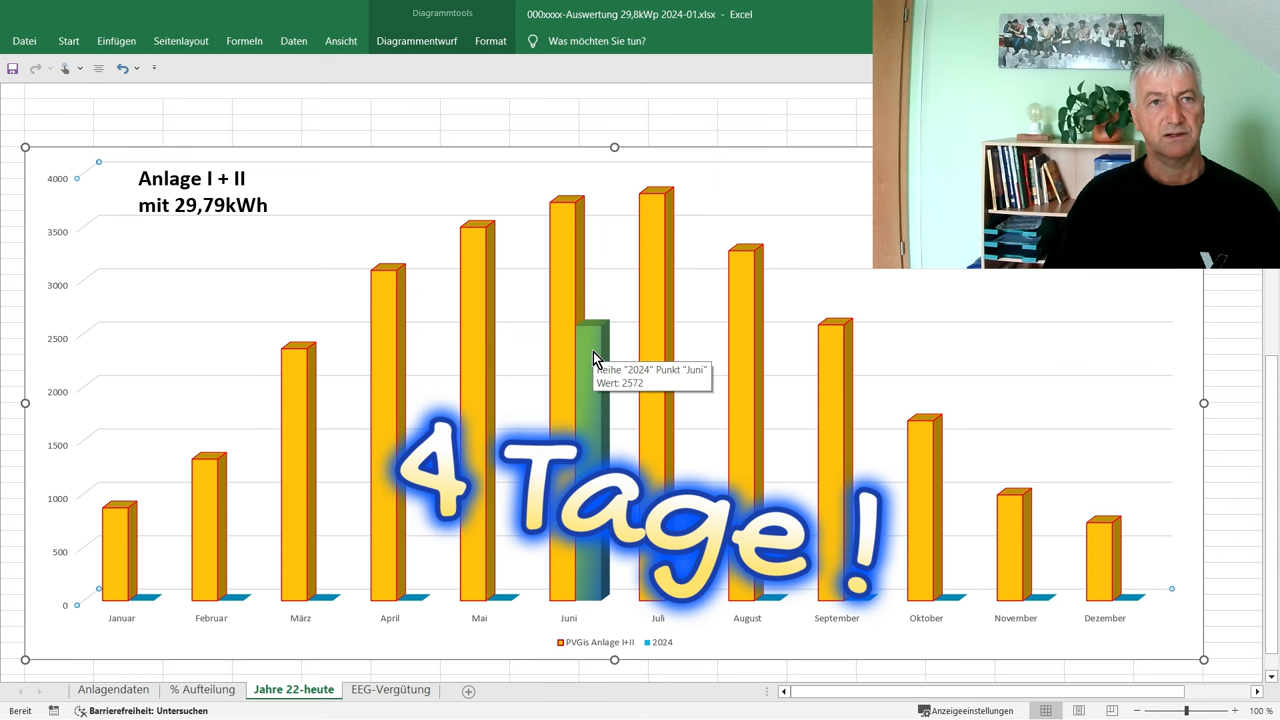 Diagrammtools
000xxxx-Auswertung 29,8kWp 2024-01.xlsx - Excel
Datei Start Einfügen Seitenlayout Formeln Daten Ansicht Diagrammentwurf Format Was möchten Sie tun?
Anlage I + II
mit 29,79kWh
4000
3500
3000
2500
2000
1500
1000
500
0
Reihe "2024" Punkt "Juni"
Wert: 2572
4 Tage !
Januar Februar März April Mai Juni Juli August September Oktober November Dezember
PVGis Anlage I+II 2024
Anlagendaten % Aufteilung Jahre 22-heute EEG-Vergütung
Bereit Barrierefreiheit: Untersuchen Anzeigeeinstellungen 100 %